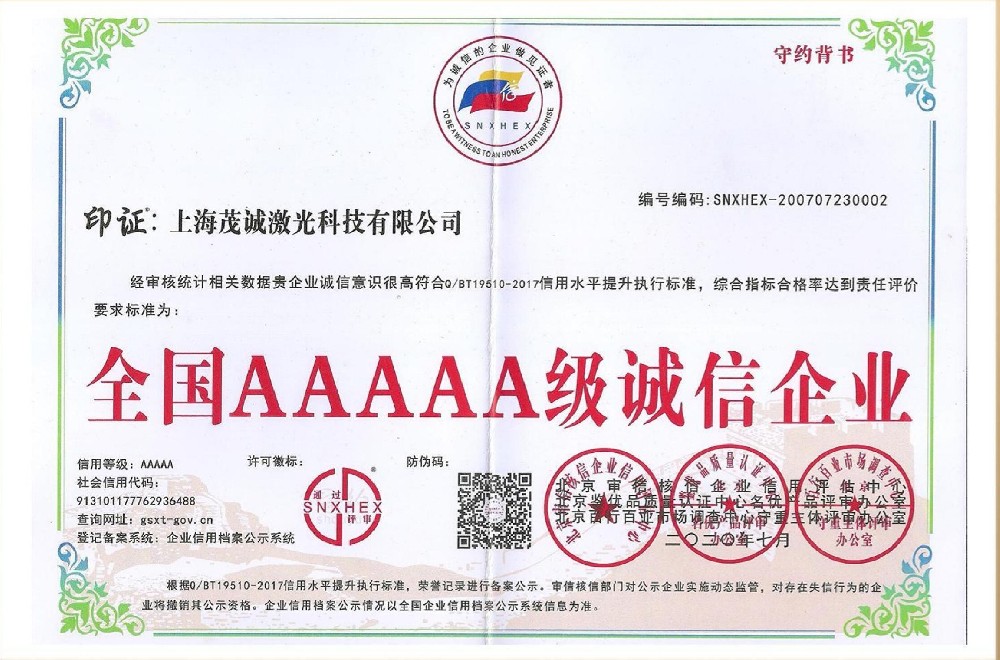 守约背书
为诚信的企业做见证者
SNXHEX
TO BE A WITNESS TO AN HONEST ENTERPRISE
编号编码:SNXHEX-200707230002
印证：上海茂诚激光科技有限公司
经审核统计相关数据贵企业诚信意识很高符合Q/BT19510-2017信用水平提升执行标准，综合指标合格率达到责任评价
要求标准为：
全国AAAAA级诚信企业
信用等级：AAAAA
许可徽标：
防伪码：
社会信用代码：
913101177762936488
查询网址：gsxt-gov.cn
登记备案系统：企业信用档案公示系统
通过
SNXHEX
评审
北京审信核信企业信用评估中心
北京监优品质量认证中心名优产品评审办公室
北京百行百业市场调查中心守重主体评审办公室
二〇二〇年七月
根据Q/BT19510-2017信用水平提升执行标准，荣誉记录进行备案公示。审信核信部门对公示企业实施动态监管，对存在失信行为的企
业将撤销其公示资格。企业信用档案公示情况以全国企业信用档案公示系统信息为准。